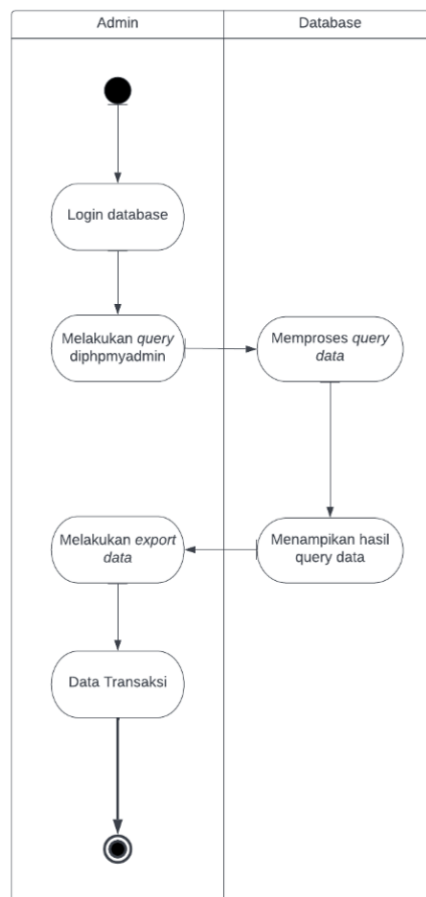 Admin
Database
Login database
Melakukan query
diphpmyadmin
Memproses query
data
Melakukan export
data
Menampikan hasil
query data
Data Transaksi